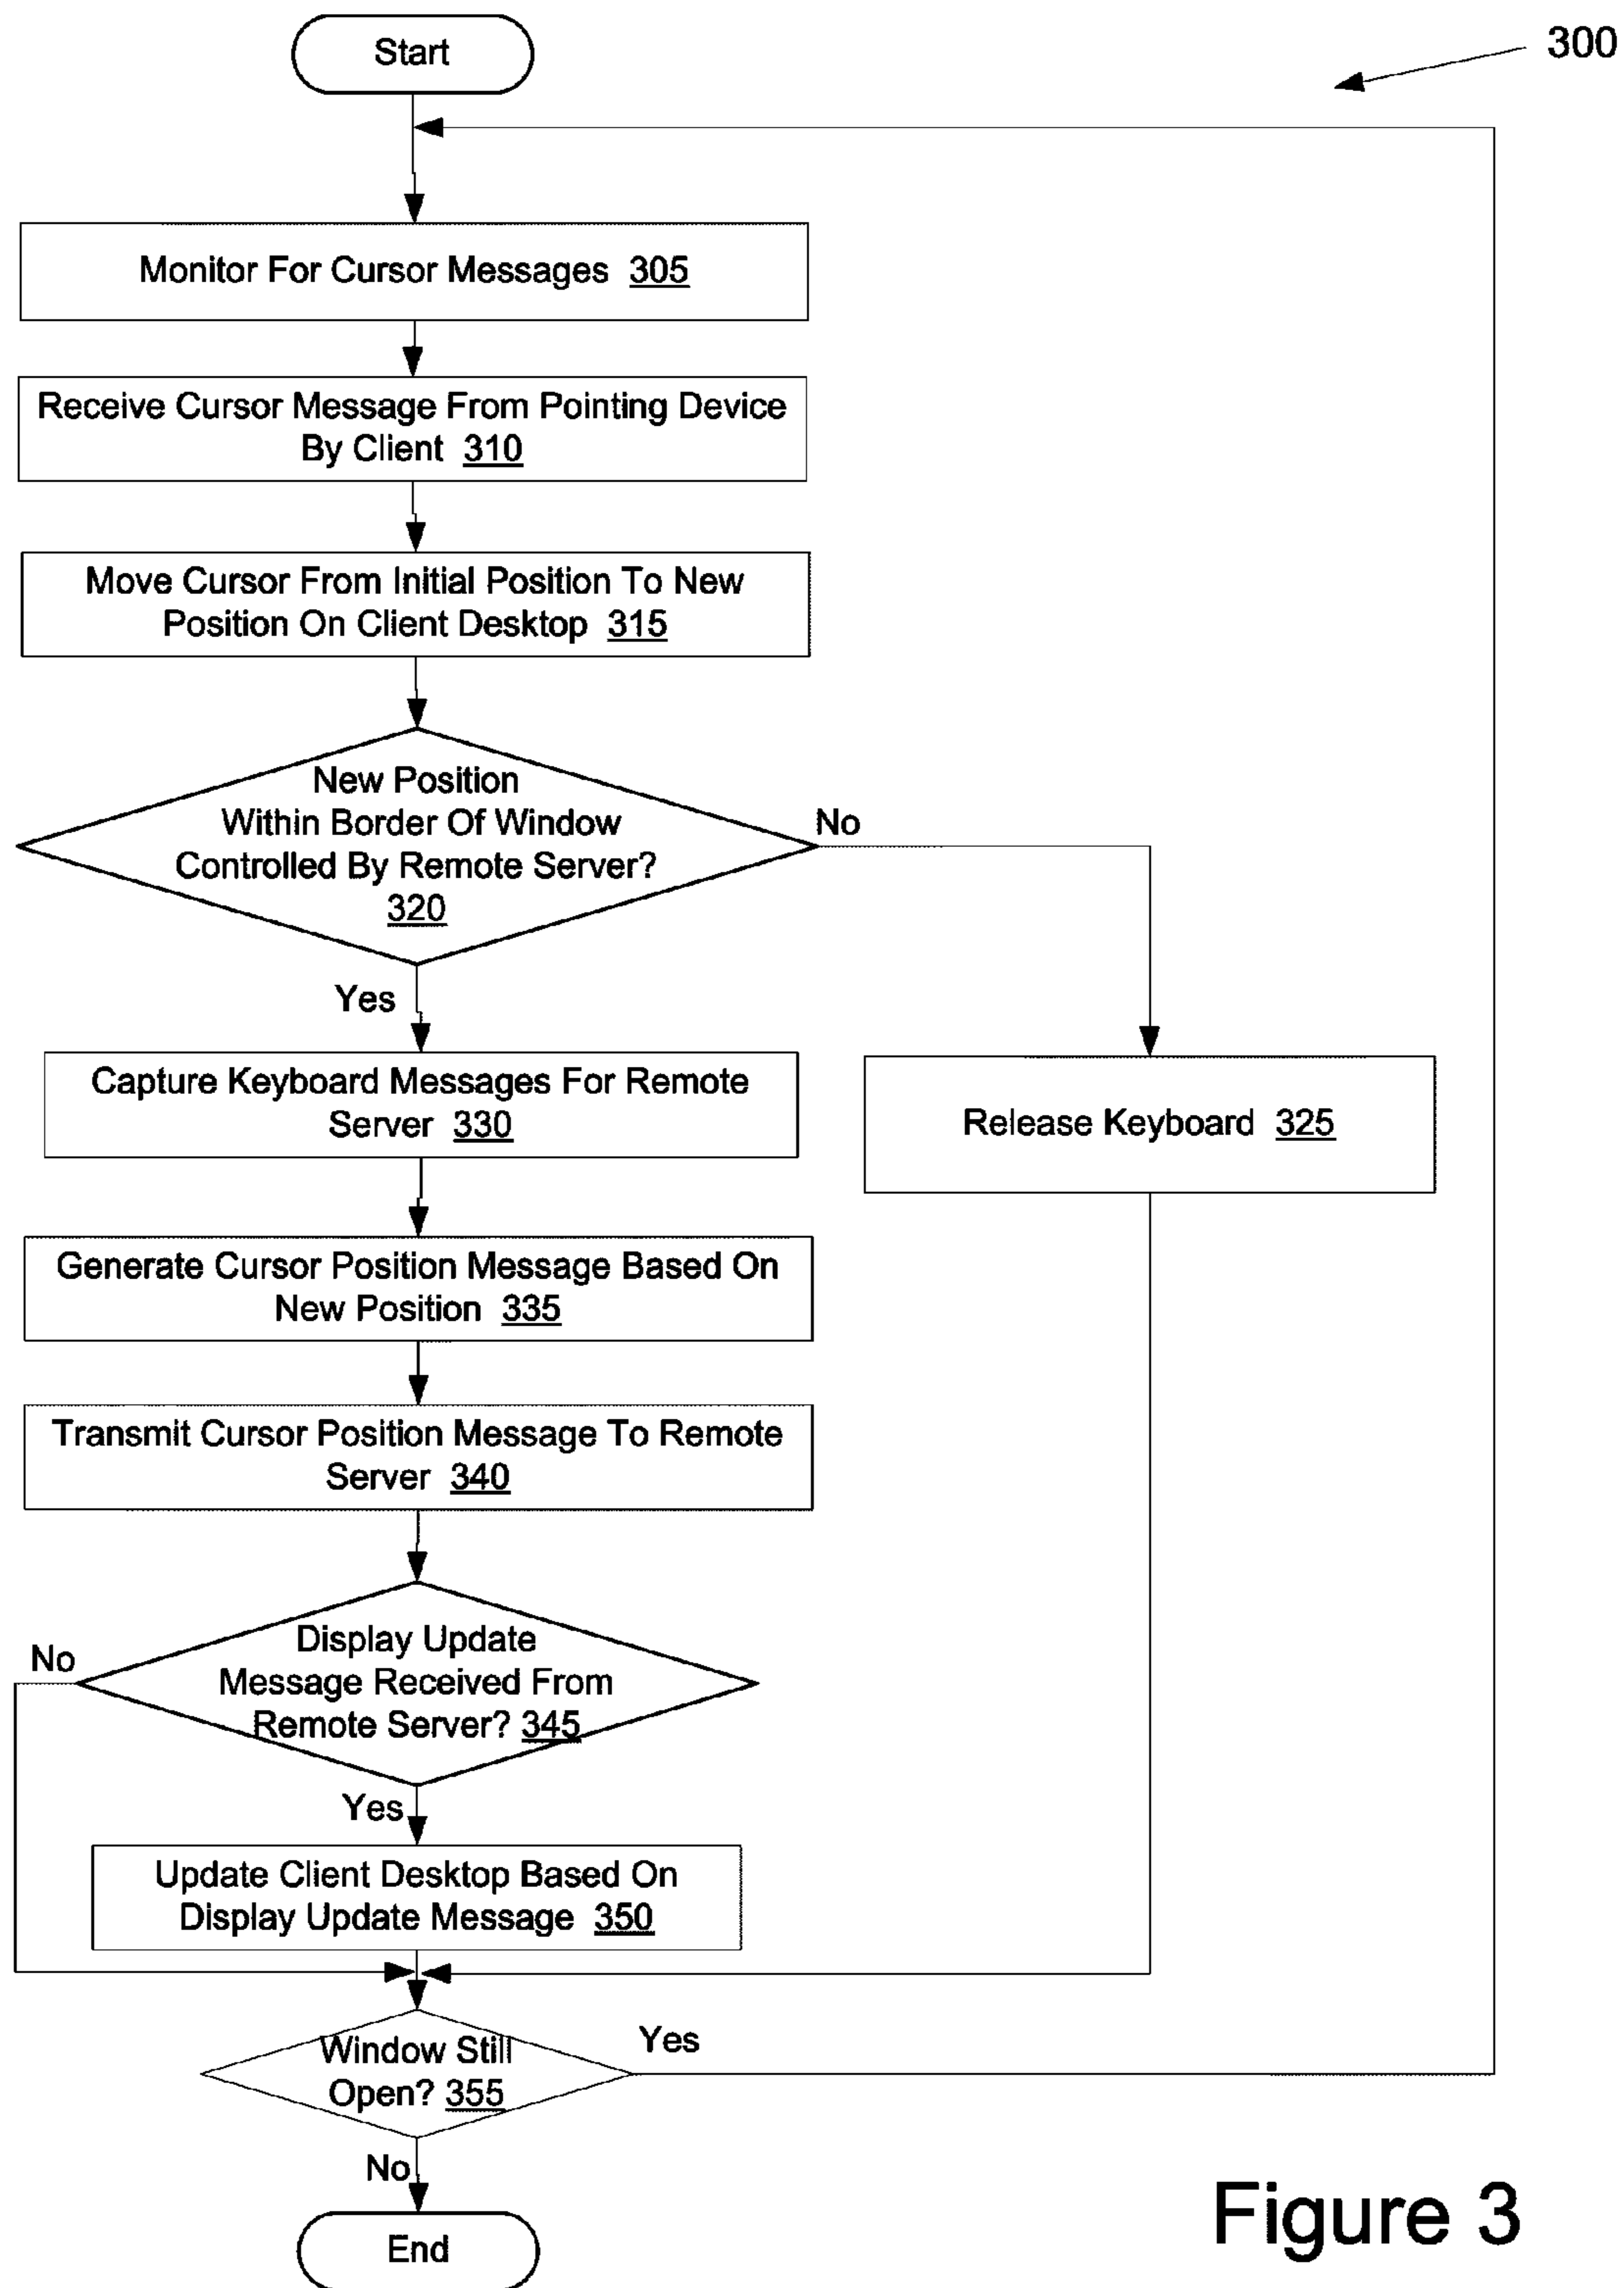 Start
300
Monitor For Cursor Messages 305
Receive Cursor Message From Pointing Device
By Client 310
Move Cursor From Initial Position To New
Position On Client Desktop 315
New Position
Within Border Of Window
Controlled By Remote Server?
320
No
Yes
Capture Keyboard Messages For Remote
Server 330
Release Keyboard 325
Generate Cursor Position Message Based On
New Position 335
Transmit Cursor Position Message To Remote
Server 340
Display Update
Message Received From
Remote Server? 345
No
Yes
Update Client Desktop Based On
Display Update Message 350
Window Still
Open? 355
Yes
No
End
Figure 3